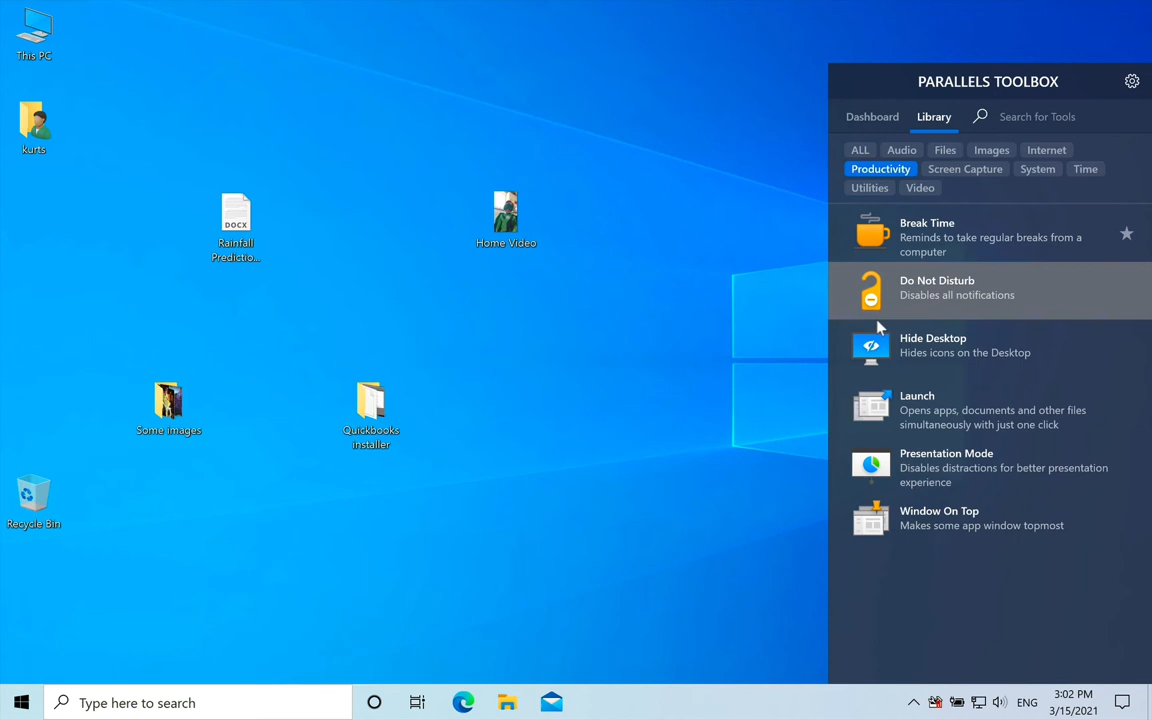 This PC
kurts
Rainfall
Predictio...
Home Video
Some images
Quickbooks
installer
Recycle Bin
DOCX
PARALLELS TOOLBOX
Dashboard
Library
Search for Tools
ALL
Audio
Files
Images
Internet
Productivity
Screen Capture
System
Time
Utilities
Video
Break Time
Reminds to take regular breaks from a
computer
Do Not Disturb
Disables all notifications
Hide Desktop
Hides icons on the Desktop
Launch
Opens apps, documents and other files
simultaneously with just one click
Presentation Mode
Disables distractions for better presentation
experience
Window On Top
Makes some app window topmost
Type here to search
ENG
3:02 PM
3/15/2021